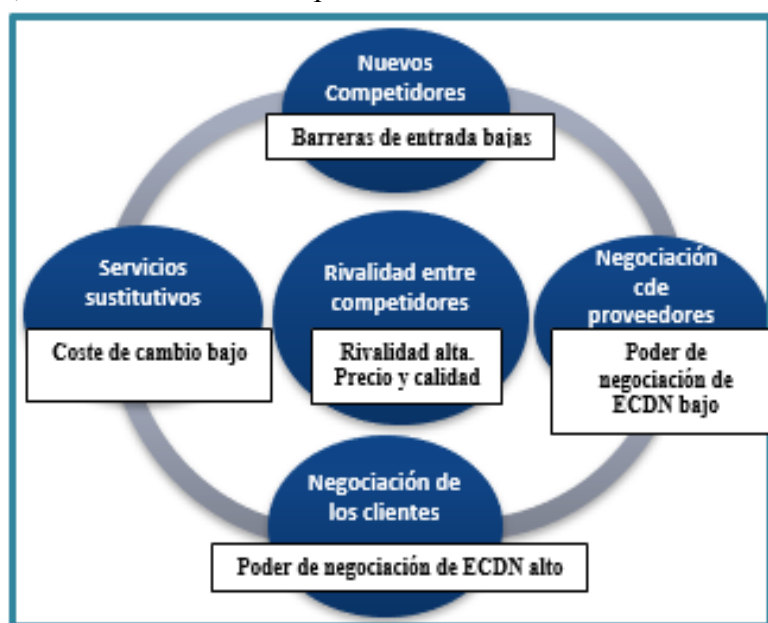 Nuevos
Competidores
Barreras de entrada bajas
Servicios
sustitutivos
Coste de cambio bajo
Rivalidad entre
competidores
Rivalidad alta.
Precio y calidad
Negociación
cde
proveedores
Poder de
negociación de
ECDN bajo
Negociación de
los clientes
Poder de negociación de ECDN alto